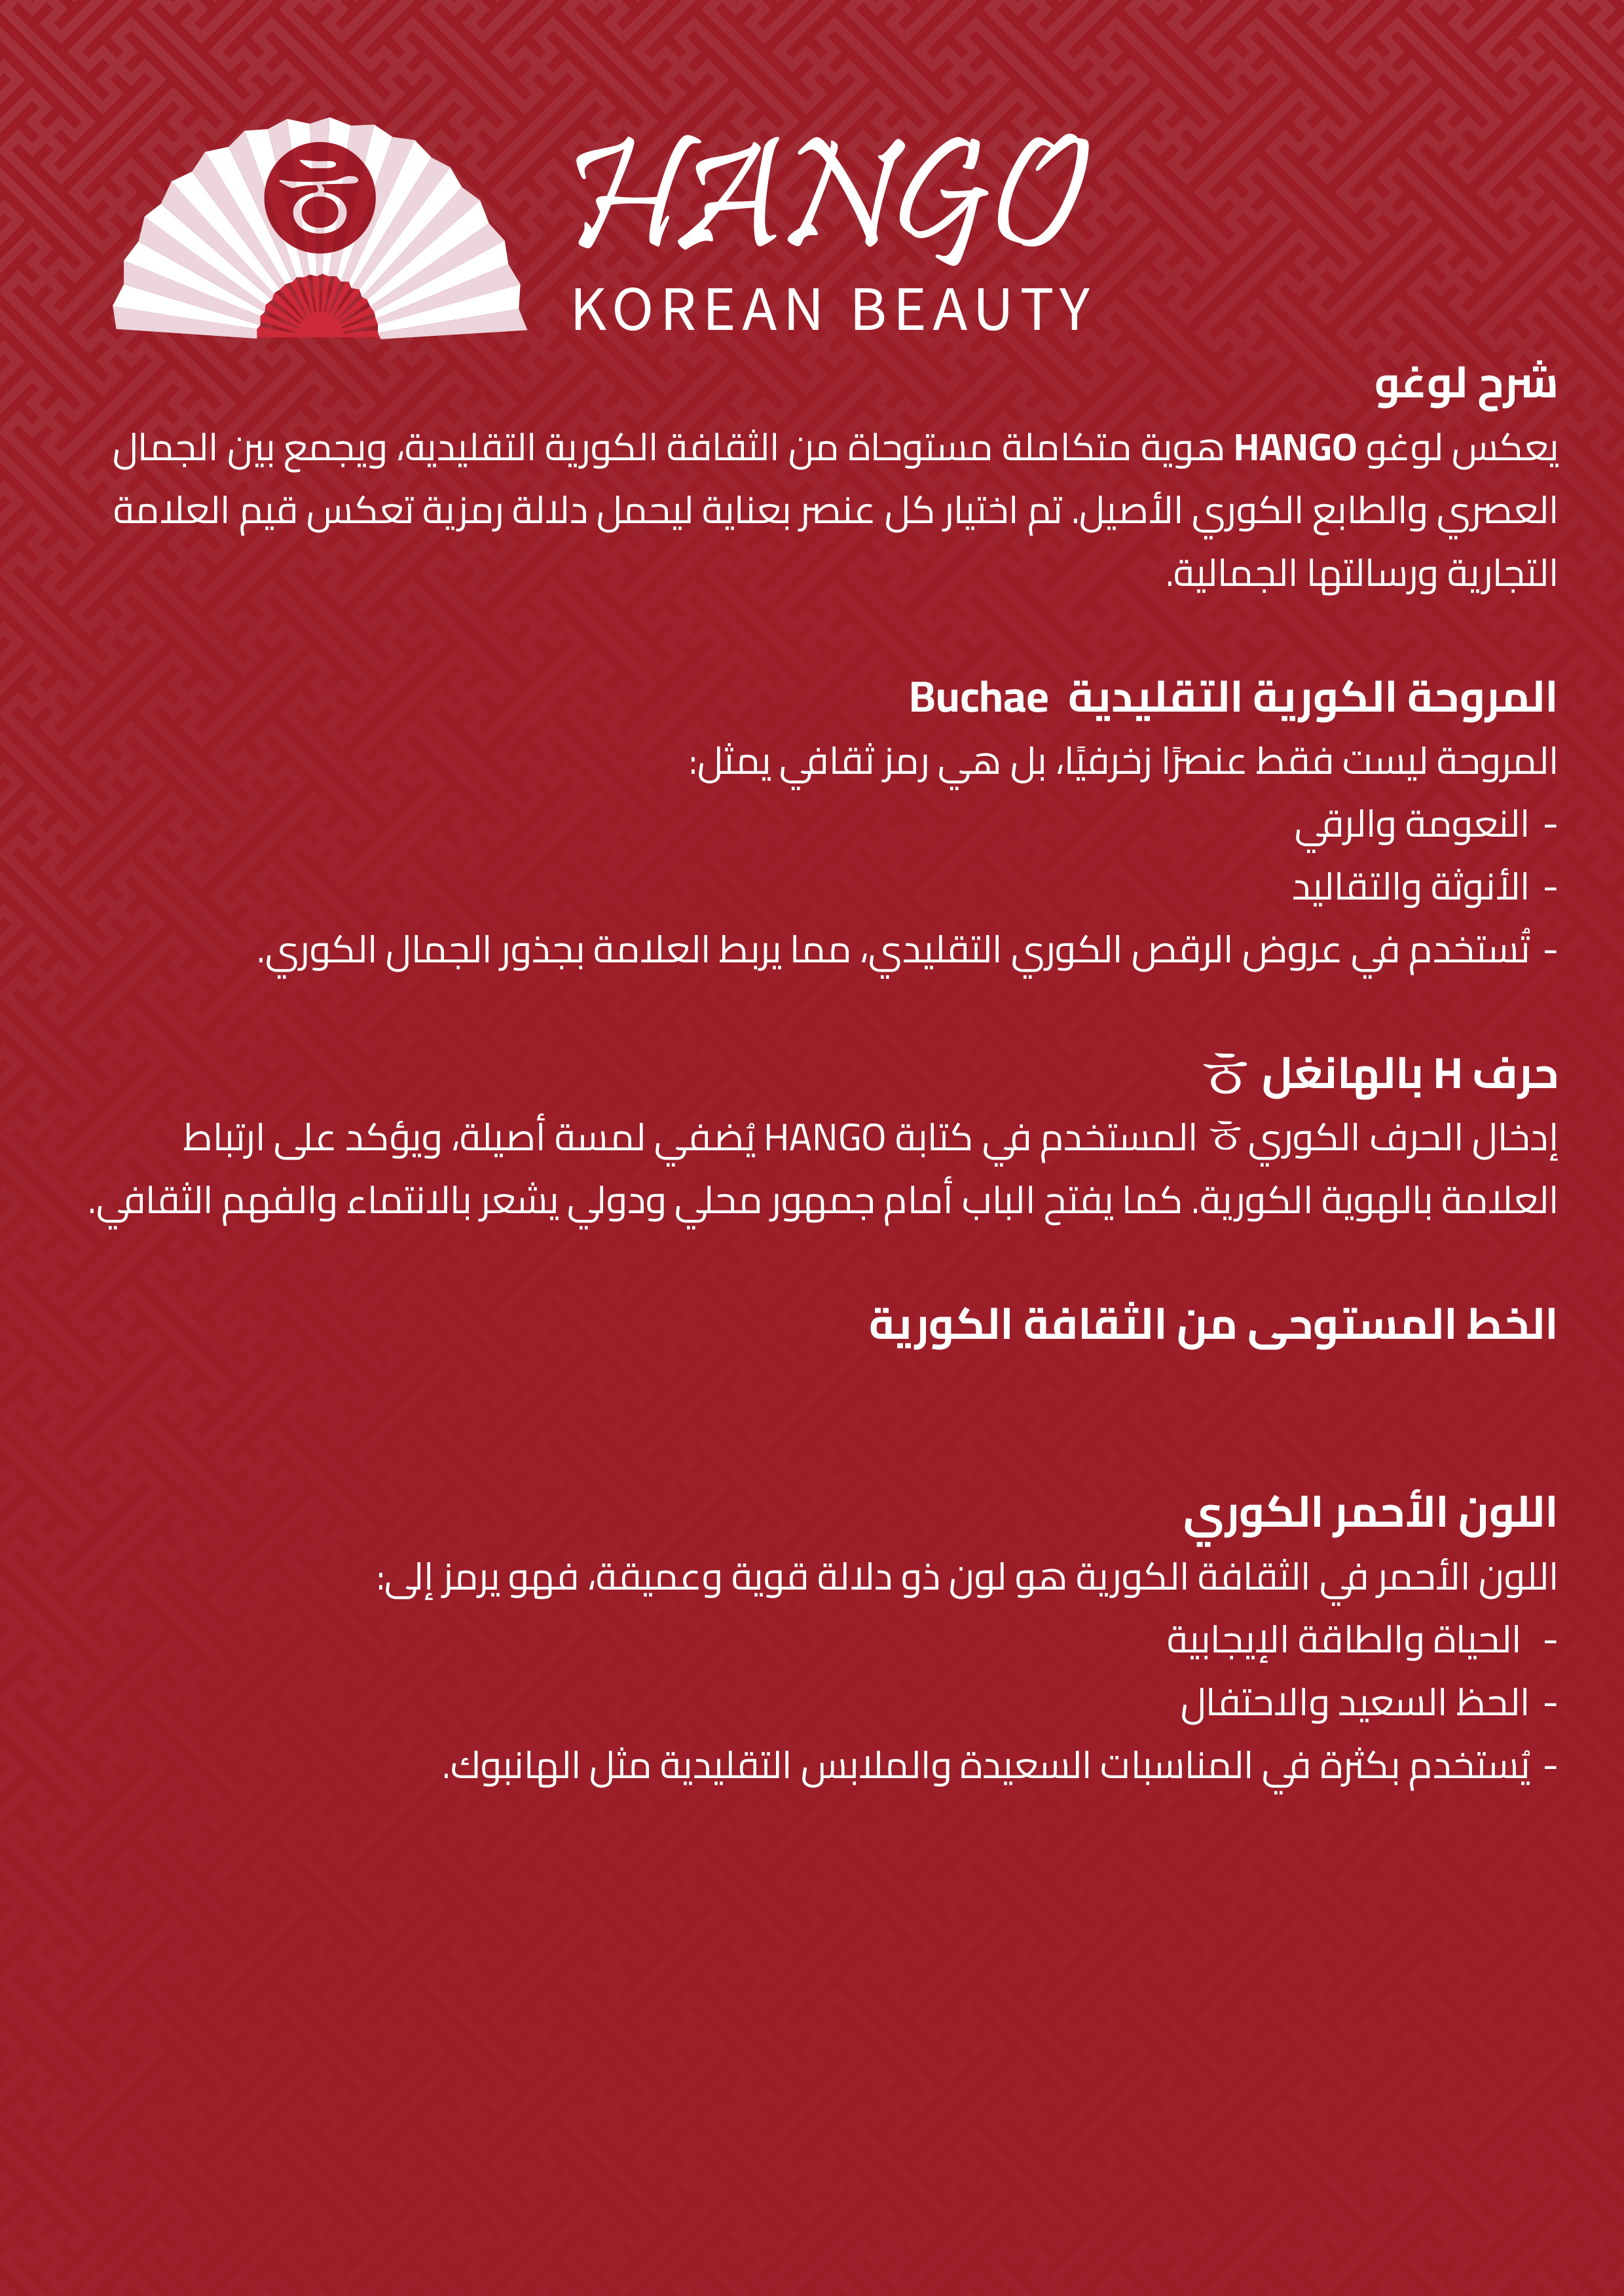 ㅎ
HANGO
KOREAN BEAUTY
شرح لوغو
يعكس لوغو HANGO هوية متكاملة مستوحاة من الثقافة الكورية التقليدية، ويجمع بين الجمال
العصري والطابع الكوري الأصيل. تم اختيار كل عنصر بعناية ليحمل دلالة رمزية تعكس قيم العلامة
التجارية ورسالتها الجمالية.
المروحة الكورية التقليدية Buchae
المروحة ليست فقط عنصرًا زخرفيًا، بل هي رمز ثقافي يمثل:
- النعومة والرقي
- الأنوثة والتقاليد
- تُستخدم في عروض الرقص الكوري التقليدي، مما يربط العلامة بجذور الجمال الكوري.
حرف H بالهانغل ㅎ
إدخال الحرف الكوري ㅎ المستخدم في كتابة HANGO يُضفي لمسة أصيلة، ويؤكد على ارتباط
العلامة بالهوية الكورية. كما يفتح الباب أمام جمهور محلي ودولي يشعر بالانتماء والفهم الثقافي.
الخط المستوحى من الثقافة الكورية
اللون الأحمر الكوري
اللون الأحمر في الثقافة الكورية هو لون ذو دلالة قوية وعميقة، فهو يرمز إلى:
- الحياة والطاقة الإيجابية
- الحظ السعيد والاحتفال
- يُستخدم بكثرة في المناسبات السعيدة والملابس التقليدية مثل الهانبوك.